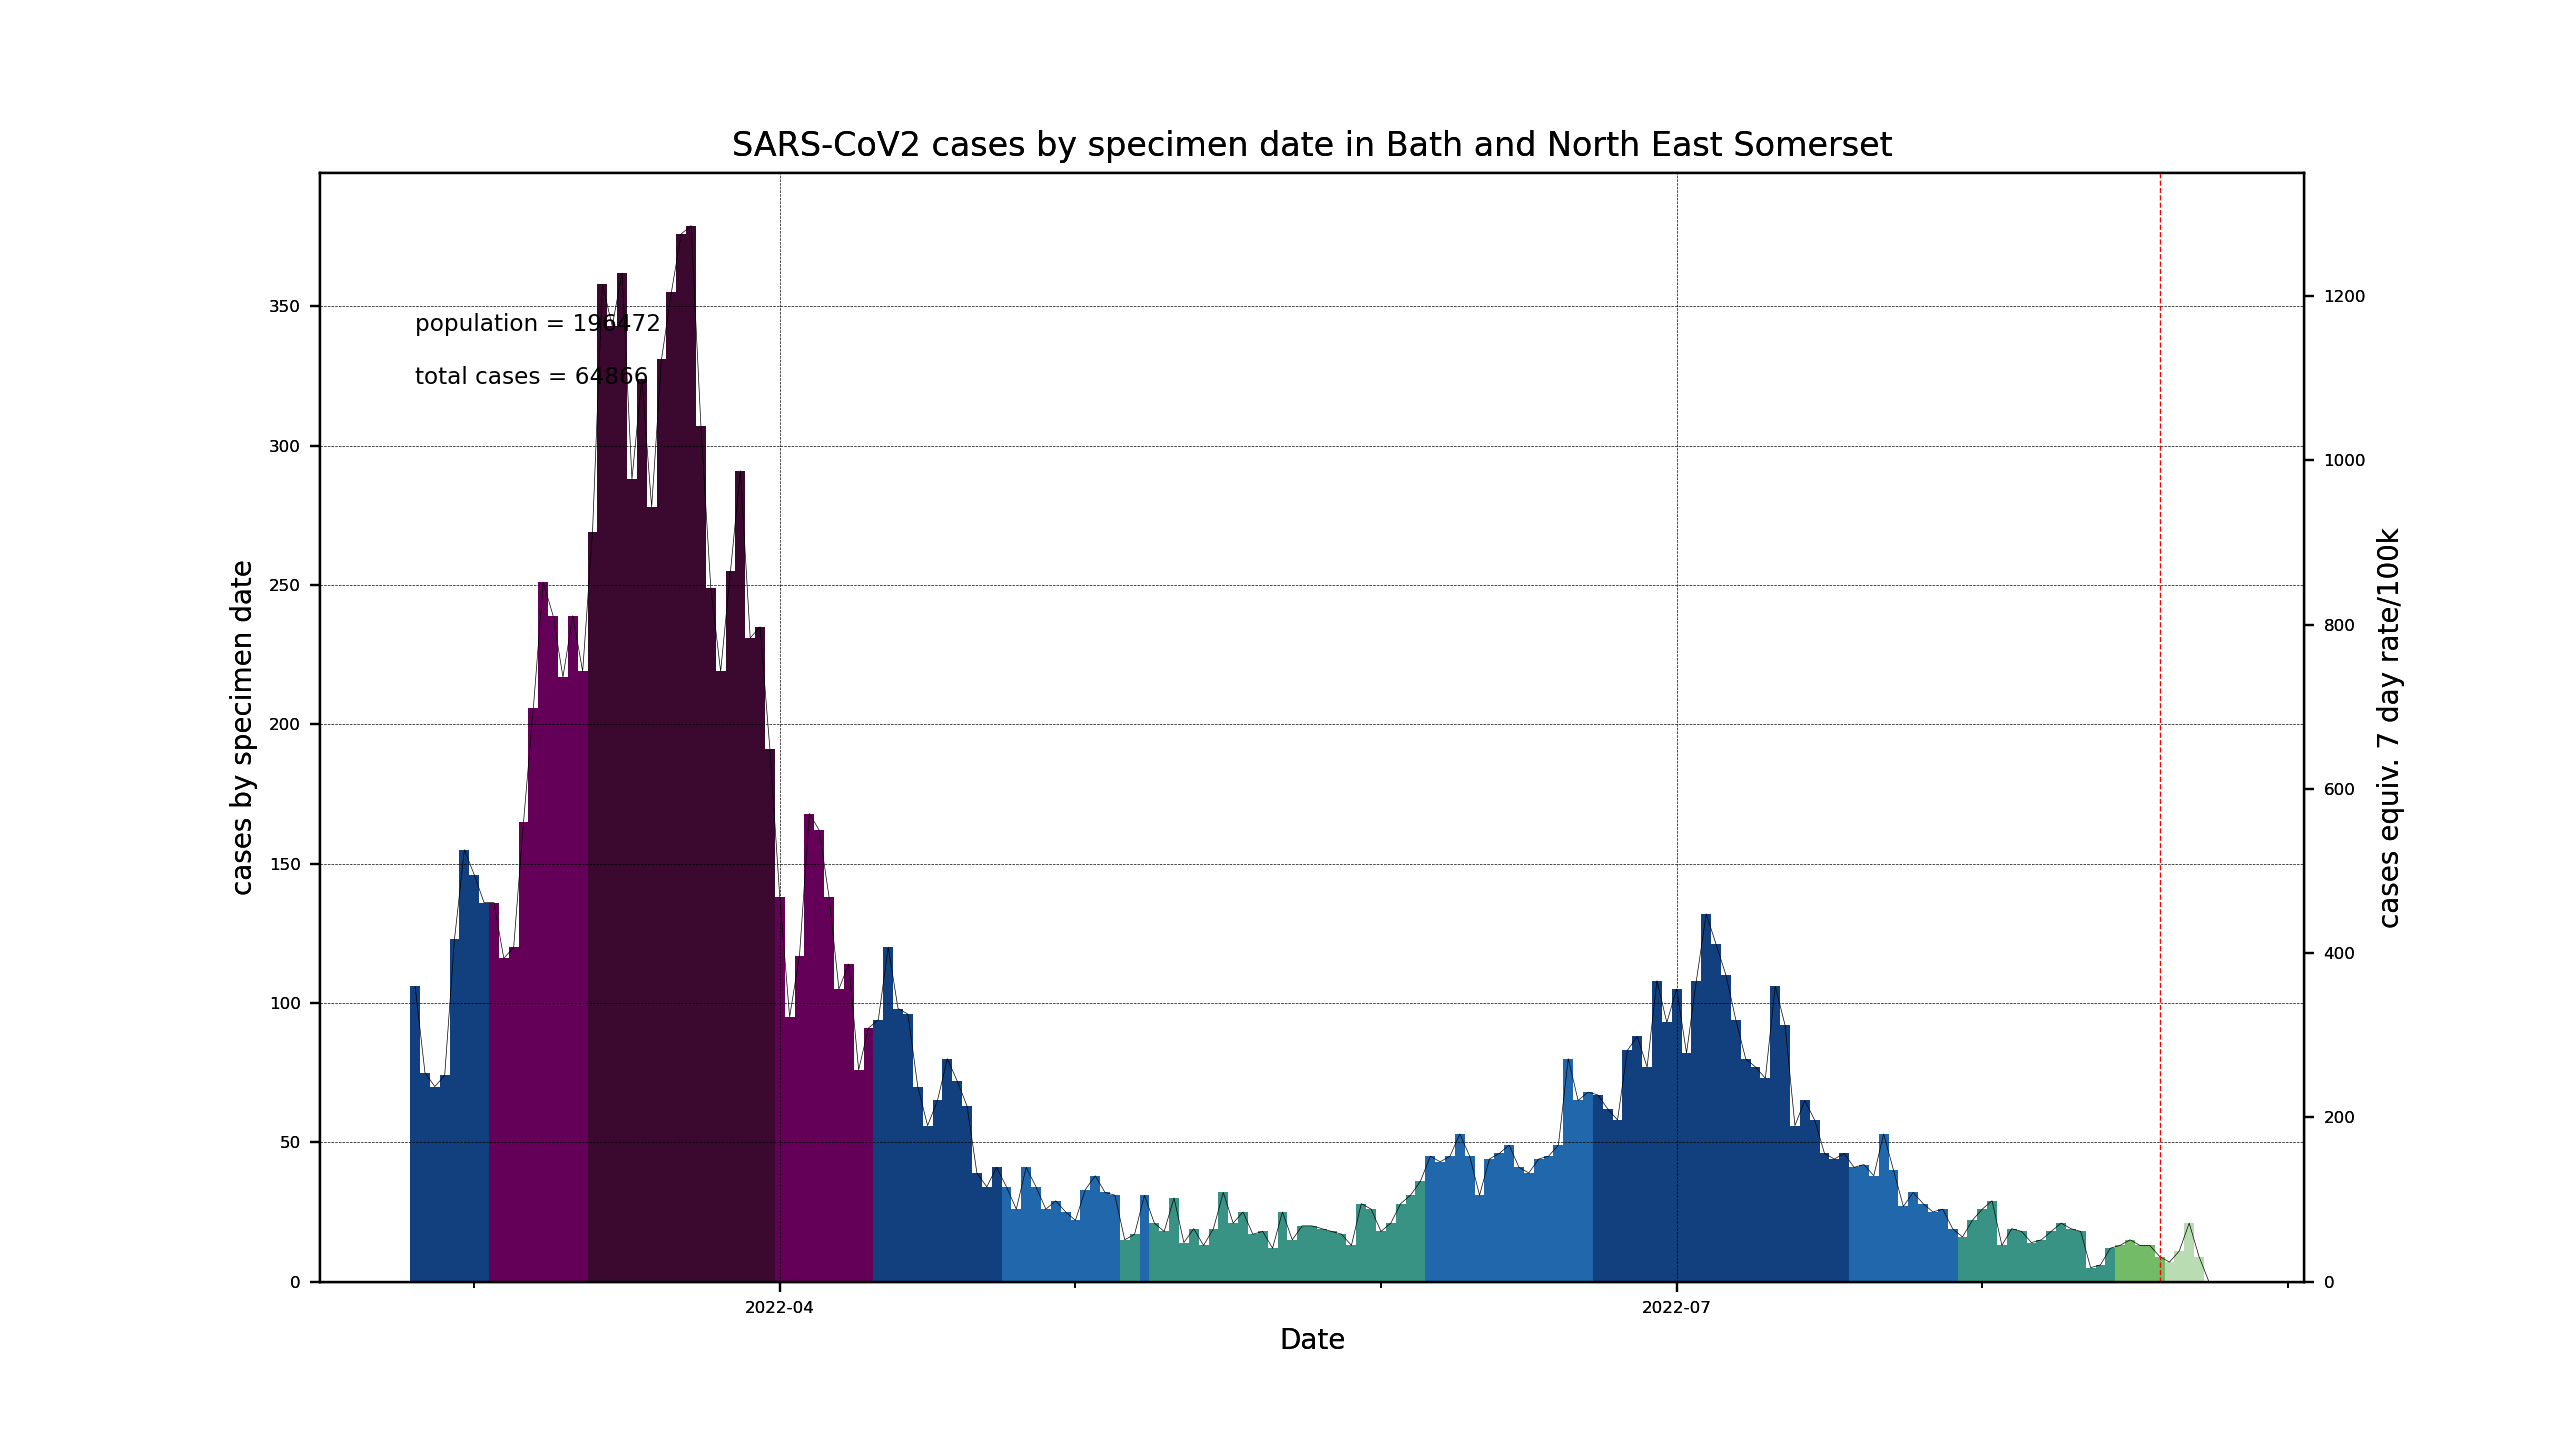 SARS-CoV2 cases by specimen date in Bath and North East Somerset
population = 196472
total cases = 64866
cases by specimen date
350
300
250
200
150
100
50
0
1200
1000
800
600
400
200
0
cases equiv. 7 day rate/100k
2022-04
2022-07
Date